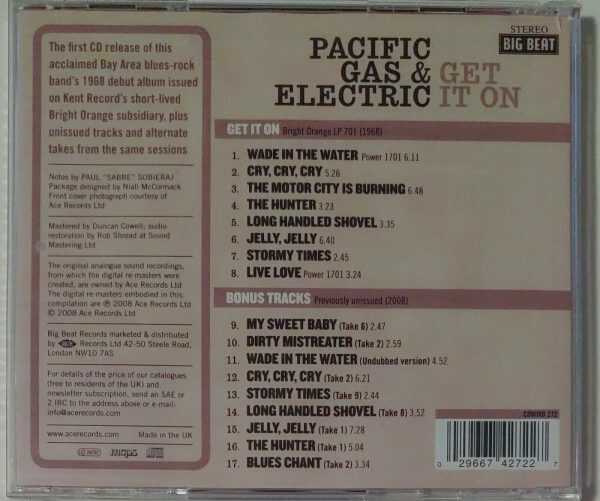 The first CD release of this
acclaimed Bay Area blues-rock
band's 1968 debut album issued
on Kent Record's short-lived
Bright Orange subsidiary, plus
unissued tracks and alternate
takes from the same sessions
Notes by PAUL "SABRE" SOBIERAJ
Package designed by Niall McCormack
Front cover photograph courtesy of
Ace Records Ltd
Mastered by Duncan Cowell; audio
restoration by Rob Shread at Sound
Mastering Ltd
The original analogue sound recordings,
from which the digital re-masters were
created, are owned by Ace Records Ltd
The digital re masters embodied in this
compilation are ℗ 2008 Ace Records Ltd
© 2008 Ace Records Ltd
Big Beat Records marketed & distributed
by Records Ltd 42-50 Steele Road,
London NW10 7AS
For details of the price of our catalogues
(free to residents of the UK) and
newsletter subscription, send an SAE or
2 IRC to the address above or e-mail:
info@acerecords.com
www.acerecords.com Made in the UK
mcps
STEREO
BIG BEAT
PACIFIC
GAS &
ELECTRIC
GET
IT ON
GET IT ON Bright Orange LP 701 (1968)
1. WADE IN THE WATER Power 1701 6.11
2. CRY, CRY, CRY 5.26
3. THE MOTOR CITY IS BURNING 6.48
4. THE HUNTER 3.23
5. LONG HANDLED SHOVEL 3.35
6. JELLY, JELLY 6.40
7. STORMY TIMES 2.45
8. LIVE LOVE Power 1701 3.24
BONUS TRACKS Previously unissued (2008)
9. MY SWEET BABY (Take 6) 2.47
10. DIRTY MISTREATER (Take 2) 2.59
11. WADE IN THE WATER (Undubbed version) 4.52
12. CRY, CRY, CRY (Take 2) 6.21
13. STORMY TIMES (Take 9) 2.44
14. LONG HANDLED SHOVEL (Take 8) 3.52
15. JELLY, JELLY (Take 1) 7.28
16. THE HUNTER (Take 1) 5.04
17. BLUES CHANT (Take 2) 3.34
CDWIKD 272
0 29667 42722 7